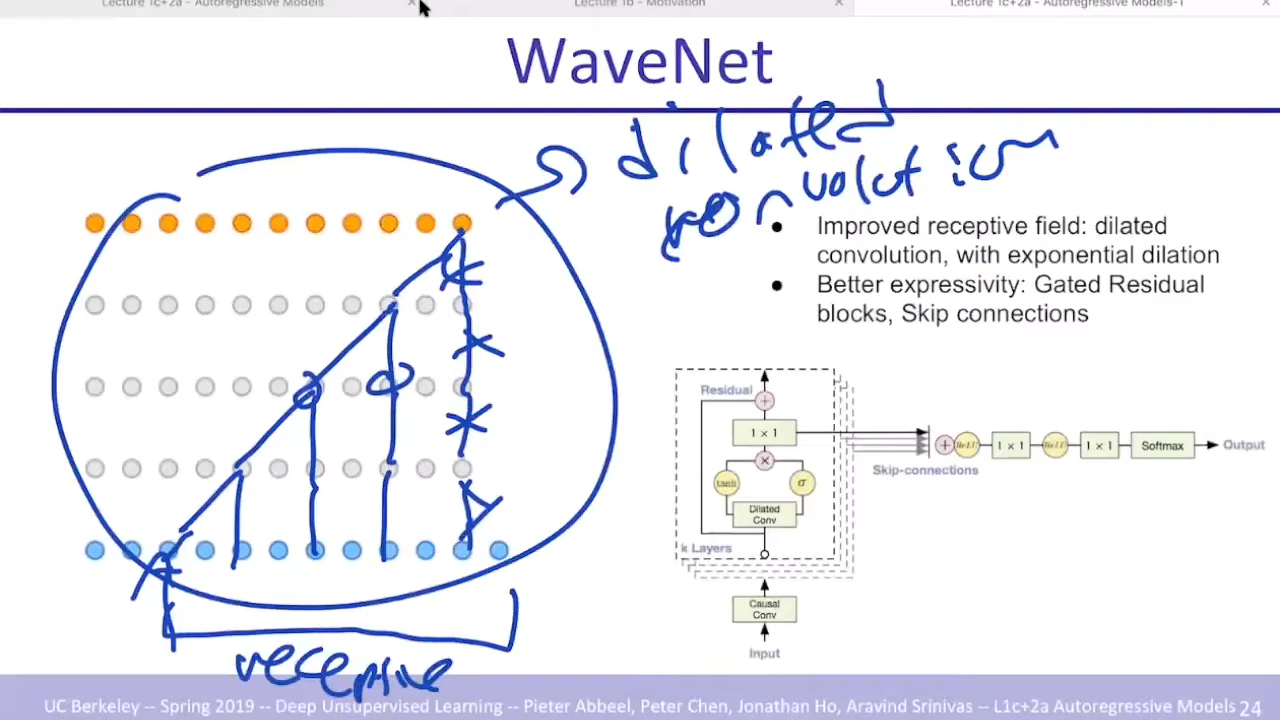 Lecture 1c+2a - Autoregressive Models
Lecture 1b - Motivation
Lecture 1c+2a - Autoregressive Models-1
WaveNet
dilated
convolution
• Improved receptive field: dilated
convolution, with exponential dilation
• Better expressivity: Gated Residual
blocks, Skip connections
Residual
+
1 × 1
×
tanh
σ
Dilated
Conv
k Layers
Causal
Conv
Input
Skip-connections
+
ReLU
1 × 1
ReLU
1 × 1
Softmax
Output
receptive
UC Berkeley -- Spring 2019 -- Deep Unsupervised Learning -- Pieter Abbeel, Peter Chen, Jonathan Ho, Aravind Srinivas -- L1c+2a Autoregressive Models 24